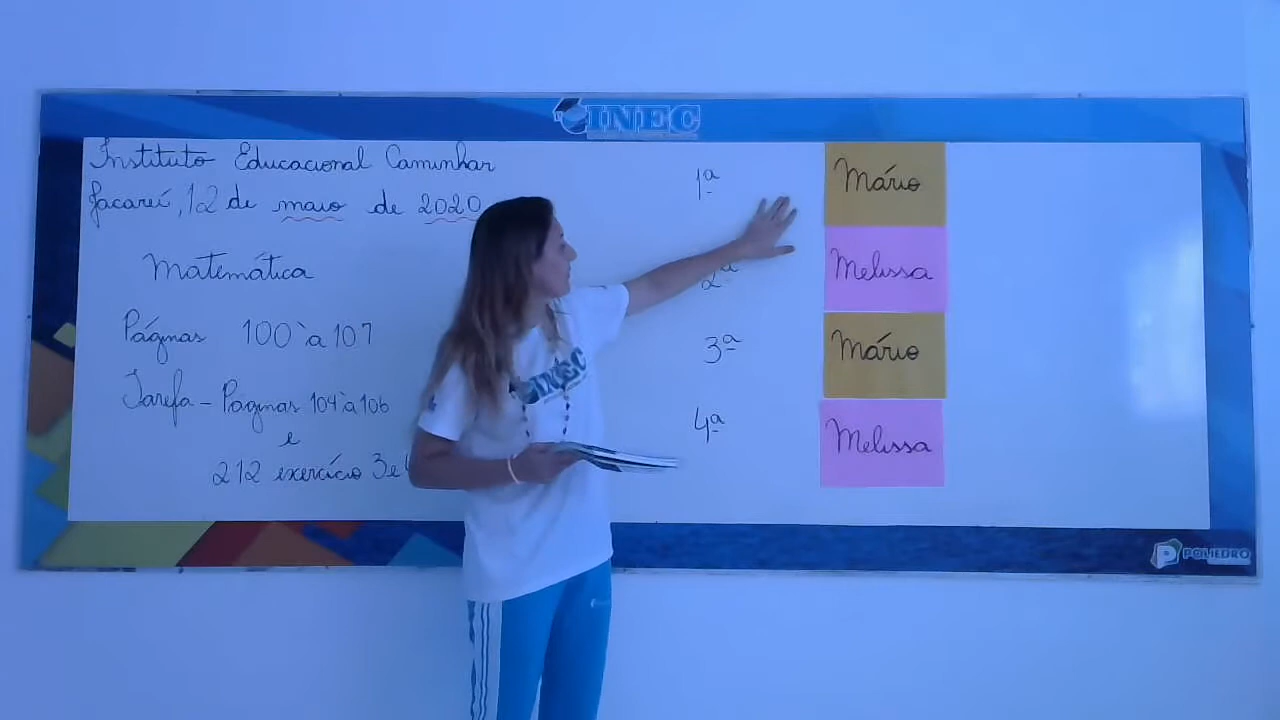 INEC
Instituto Educacional Caminhar
Jacareí, 12 de maio de 2020
Matemática
Páginas 100 à 107
Tarefa - Páginas 104 à 106
e
212 exercício 3 e
1ª
2ª
3ª
4ª
Mário
Melissa
Mário
Melissa
INEC
POLIEDRO